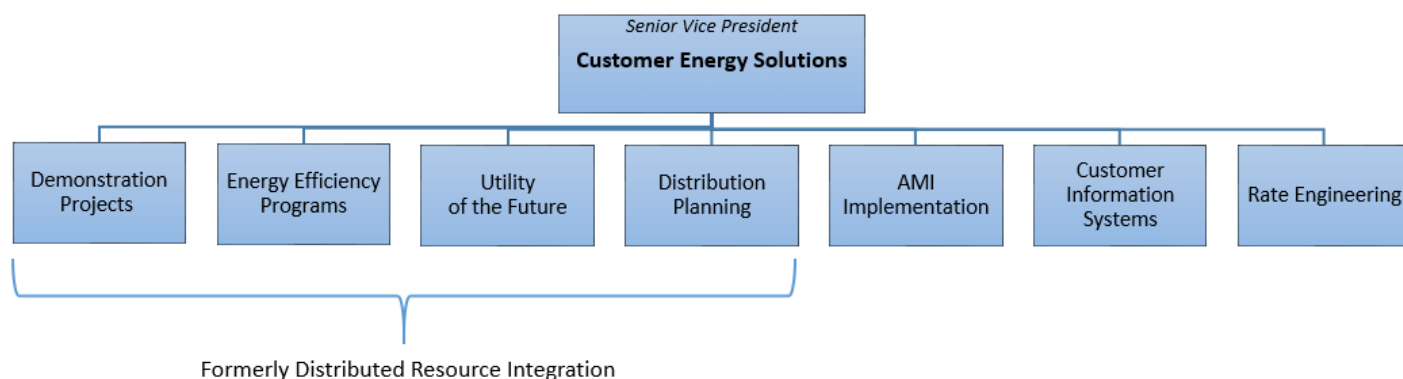 Senior Vice President
Customer Energy Solutions
Demonstration
Projects
Energy Efficiency
Programs
Utility
of the Future
Distribution
Planning
AMI
Implementation
Customer
Information
Systems
Rate Engineering
Formerly Distributed Resource Integration